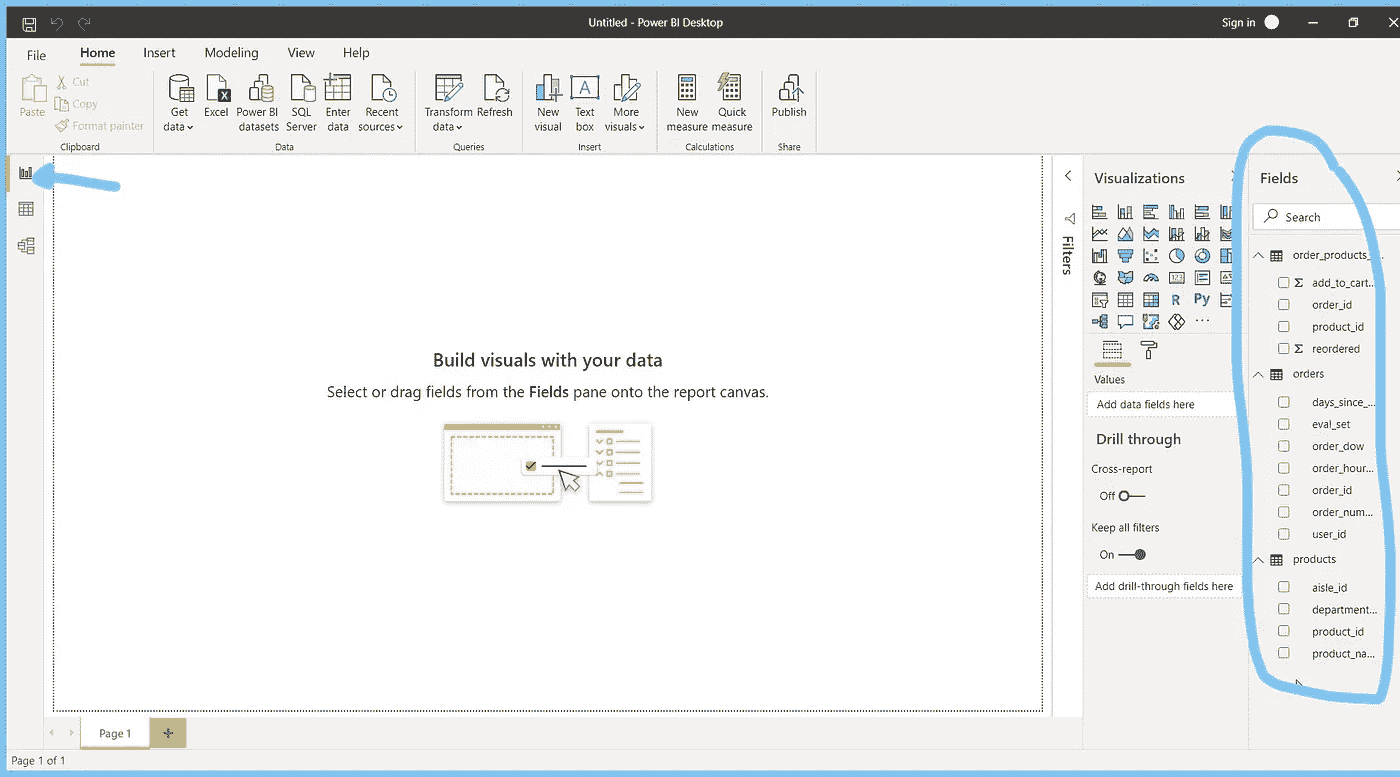 Untitled - Power BI Desktop
Sign in
File Home Insert Modeling View Help
Paste
Cut
Copy
Format painter
Clipboard
Get data
Excel
Power BI datasets
SQL Server
Enter data
Recent sources
Data
Transform data
Refresh
Queries
New visual
Text box
More visuals
Insert
New measure
Quick measure
Calculations
Publish
Share
Build visuals with your data
Select or drag fields from the Fields pane onto the report canvas.
Filters
Visualizations
R Py
Values
Add data fields here
Drill through
Cross-report
Off
Keep all filters
On
Add drill-through fields here
Fields
Search
order_products_...
Σ add_to_cart...
order_id
product_id
Σ reordered
orders
days_since_...
eval_set
order_dow
order_hour...
order_id
order_num...
user_id
products
aisle_id
department...
product_id
product_na...
Page 1
Page 1 of 1